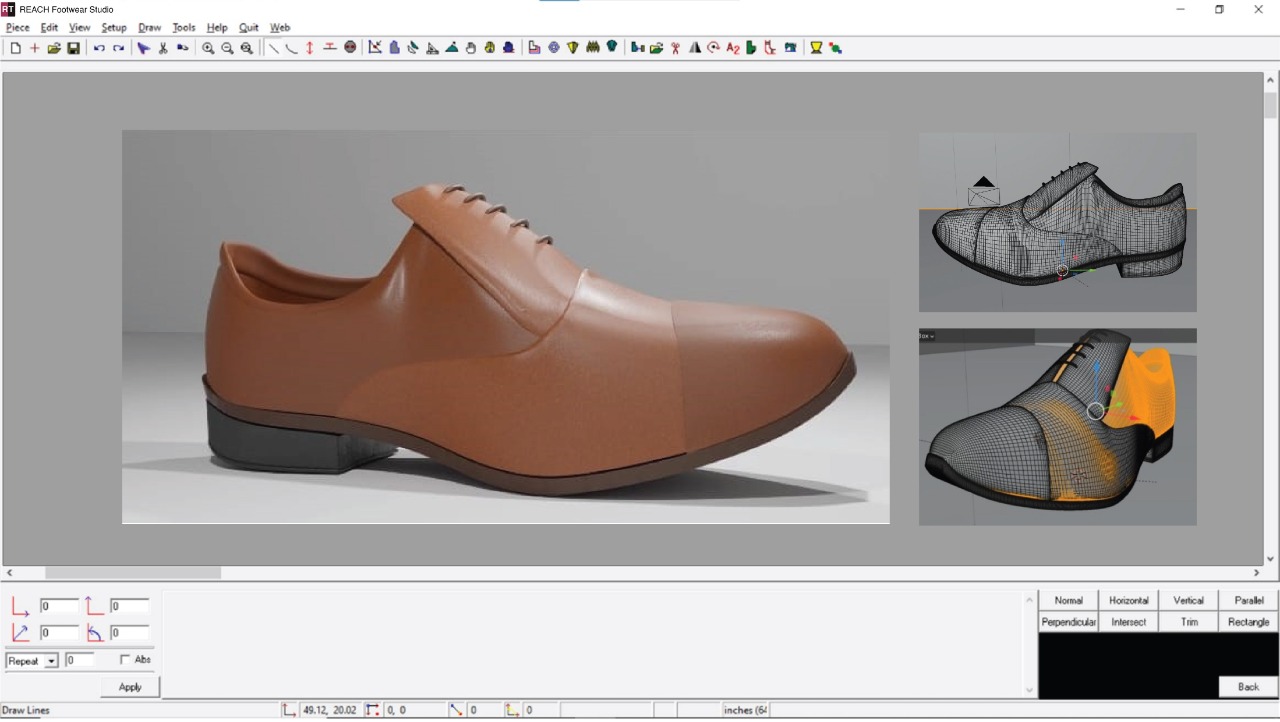 RT REACH Footwear Studio
Piece Edit View Setup Draw Tools Help Quit Web
A2
0 0
0 0
Repeat 0 Abs
Apply
Normal Horizontal Vertical Parallel
Perpendicular Intersect Trim Rectangle
Back
Draw Lines 49.12, 20.02 0, 0 0 0 inches (64